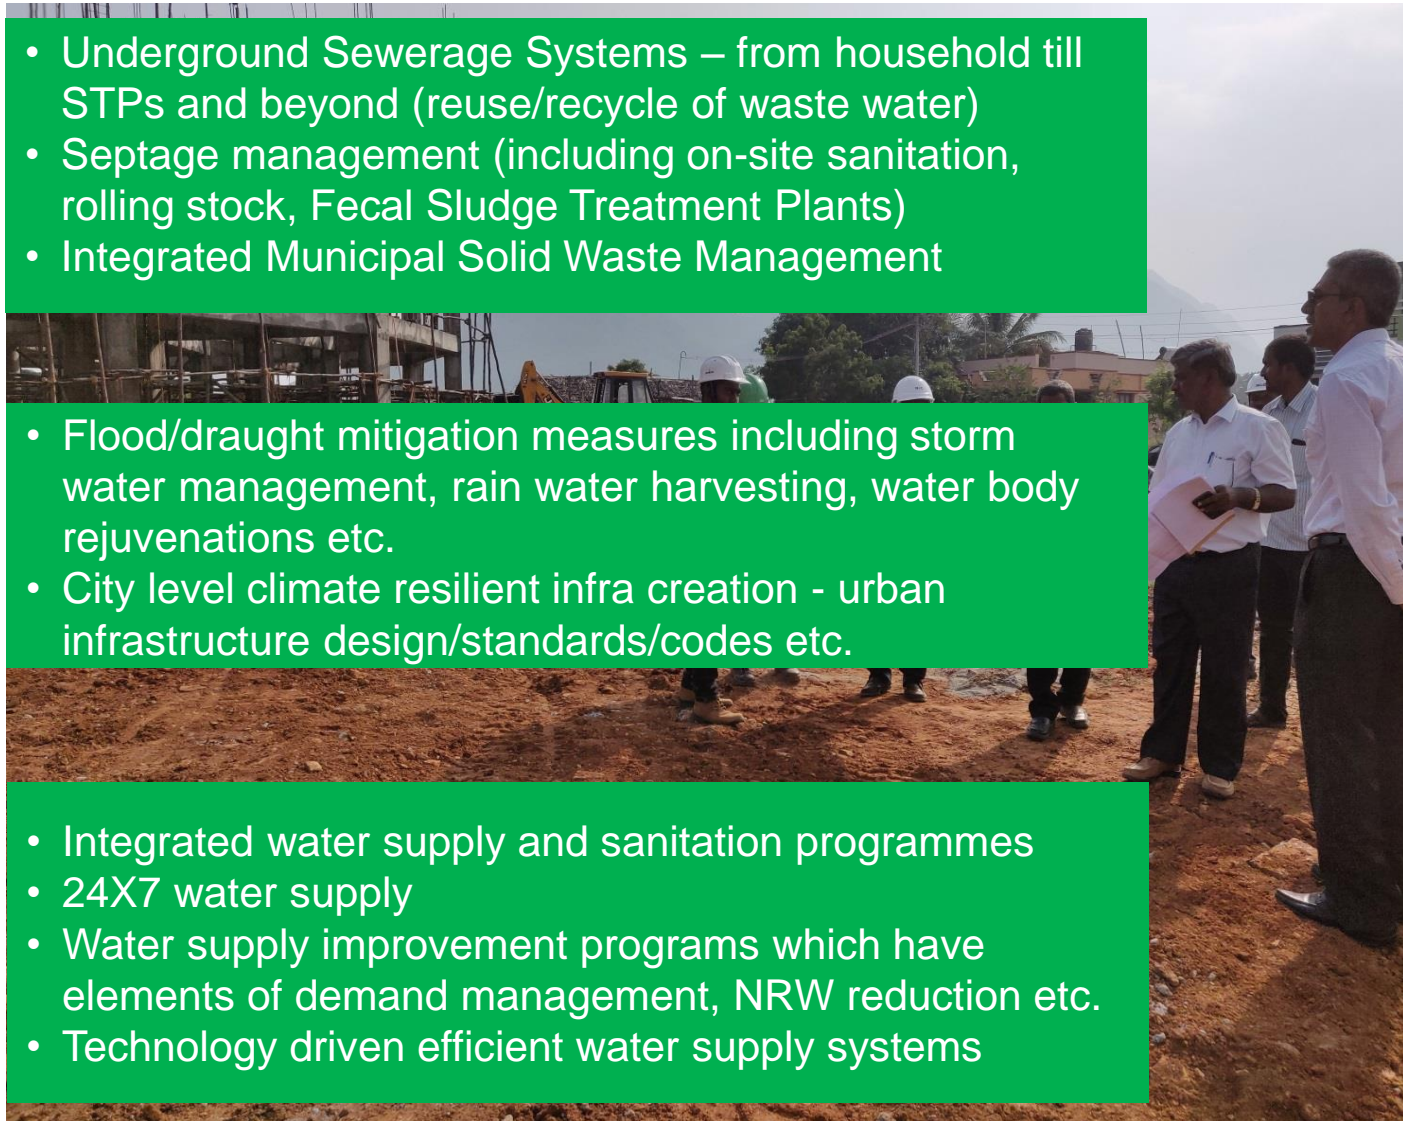 • Underground Sewerage Systems – from household till
STPs and beyond (reuse/recycle of waste water)
• Septage management (including on-site sanitation,
rolling stock, Fecal Sludge Treatment Plants)
• Integrated Municipal Solid Waste Management
• Flood/draught mitigation measures including storm
water management, rain water harvesting, water body
rejuvenations etc.
• City level climate resilient infra creation - urban
infrastructure design/standards/codes etc.
• Integrated water supply and sanitation programmes
• 24X7 water supply
• Water supply improvement programs which have
elements of demand management, NRW reduction etc.
• Technology driven efficient water supply systems